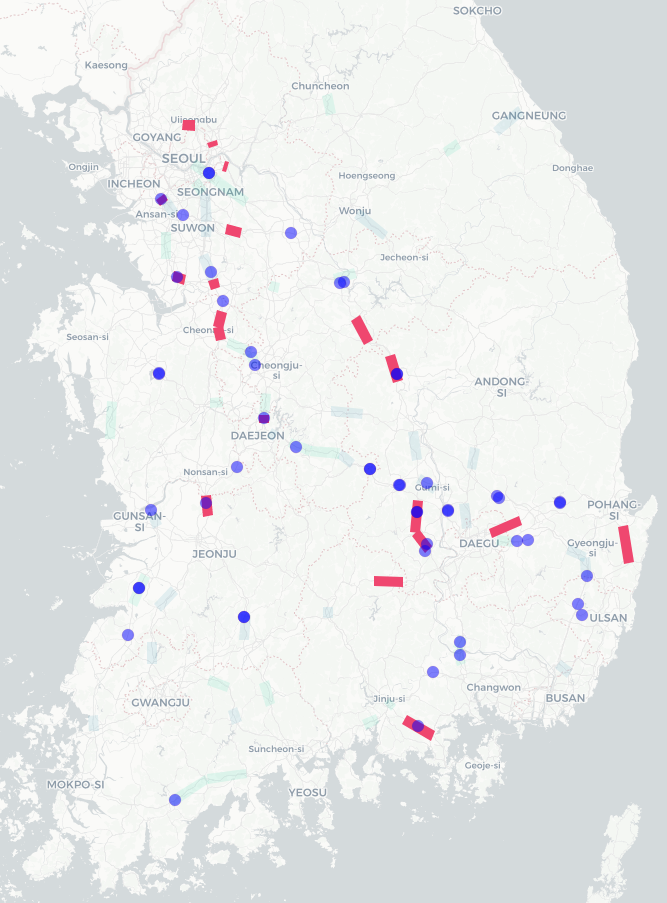 SOKCHO
Kaesong
Chuncheon
GANGNEUNG
Uijeongbu
GOYANG
SEOUL
Ongjin
Hoengseong
Donghae
INCHEON
SEONGNAM
Ansan-si
Wonju
SUWON
Jecheon-si
Cheonan-si
Seosan-si
Cheongju-
si
ANDONG-
SI
DAEJEON
Nonsan-si
Gumi-si
GUNSAN-
SI
POHANG-
SI
DAEGU
Gyeongju-
si
JEONJU
ULSAN
Changwon
GWANGJU
Jinju-si
BUSAN
Suncheon-si
Geoje-si
MOKPO-SI
YEOSU